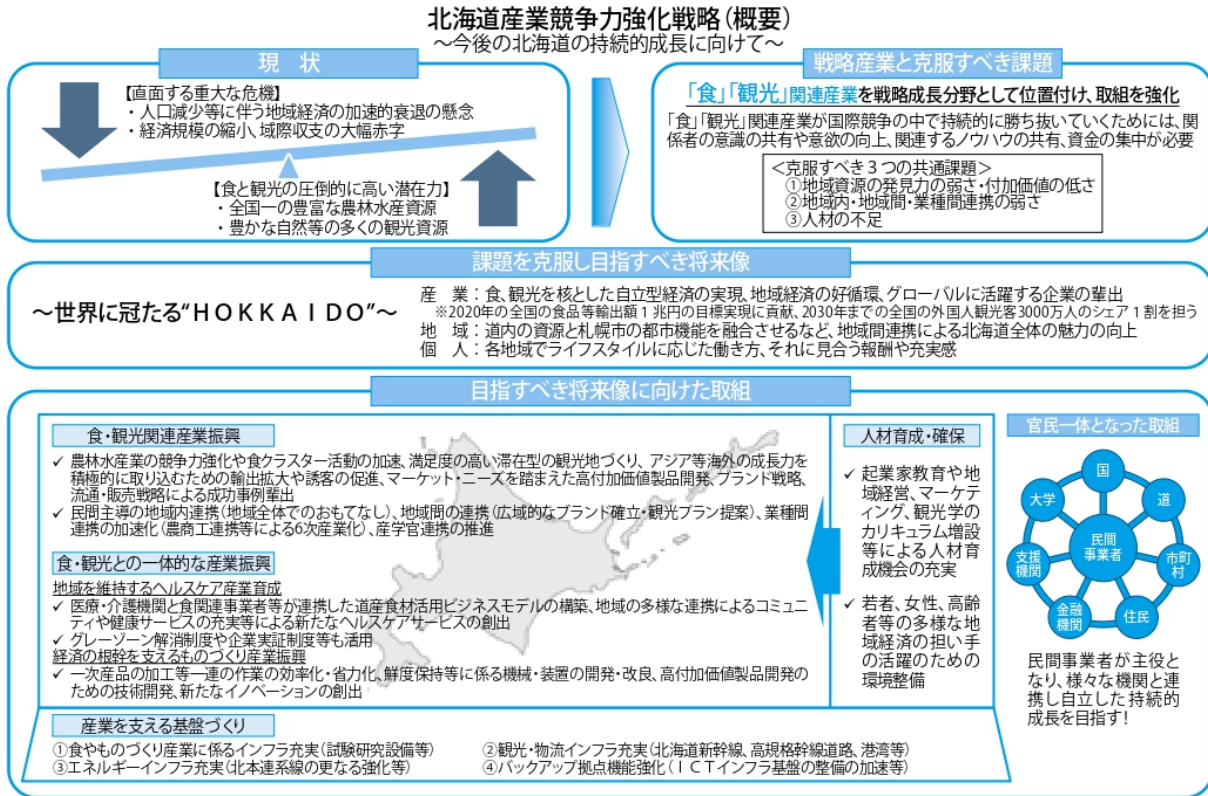 北海道産業競争力強化戦略（概要）
～今後の北海道の持続的成長に向けて～
現　状
【直面する重大な危機】
・人口減少等に伴う地域経済の加速的衰退の懸念
・経済規模の縮小、域際収支の大幅赤字
【食と観光の圧倒的に高い潜在力】
・全国一の豊富な農林水産資源
・豊かな自然等の多くの観光資源
戦略産業と克服すべき課題
「食」「観光」関連産業を戦略成長分野として位置付け、取組を強化
「食」「観光」関連産業が国際競争の中で持続的に勝ち抜いていくためには、関
係者の意識の共有や意欲の向上、関連するノウハウの共有、資金の集中が必要
＜克服すべき３つの共通課題＞
①地域資源の発見力の弱さ・付加価値の低さ
②地域内・地域間・業種間連携の弱さ
③人材の不足
課題を克服し目指すべき将来像
～世界に冠たる“ＨＯＫＫＡＩＤＯ”～
産　業：食、観光を核とした自立型経済の実現、地域経済の好循環、グローバルに活躍する企業の輩出
※2020年の全国の食品等輸出額１兆円の目標実現に貢献、2030年までの全国の外国人観光客3000万人のシェア１割を担う
地　域：道内の資源と札幌市の都市機能を融合させるなど、地域間連携による北海道全体の魅力の向上
個　人：各地域でライフスタイルに応じた働き方、それに見合う報酬や充実感
目指すべき将来像に向けた取組
食・観光関連産業振興
✓ 農林水産業の競争力強化や食クラスター活動の加速、満足度の高い滞在型の観光地づくり、アジア等海外の成長力を
積極的に取り込むための輸出拡大や誘客の促進、マーケット・ニーズを踏まえた高付加価値製品開発、ブランド戦略、
流通・販売戦略による成功事例輩出
✓ 民間主導の地域内連携（地域全体でのおもてなし）、地域間の連携（広域的なブランド確立・観光プラン提案）、業種間
連携の加速化（農商工連携等による6次産業化）、産学官連携の推進
食・観光との一体的な産業振興
地域を維持するヘルスケア産業育成
✓ 医療・介護機関と食関連事業者等が連携した道産食材活用ビジネスモデルの構築、地域の多様な連携によるコミュニ
ティや健康サービスの充実等による新たなヘルスケアサービスの創出
✓ グレーゾーン解消制度や企業実証制度等も活用
経済の根幹を支えるものづくり産業振興
✓ 一次産品の加工等一連の作業の効率化・省力化、鮮度保持等に係る機械・装置の開発・改良、高付加価値製品開発の
ための技術開発、新たなイノベーションの創出
人材育成・確保
✓ 起業家教育や地
域経営、マーケ
ティング、観光学の
カリキュラム増設
等による人材育
成機会の充実
✓ 若者、女性、高齢
者等の多様な地
域経済の担い手
の活躍のための
環境整備
官民一体となった取組
国
道
市町
村
住民
金融
機関
支援
機関
大学
民間
事業者
民間事業者が主役と
なり、様々な機関と連
携し自立した持続的
成長を目指す！
産業を支える基盤づくり
①食やものづくり産業に係るインフラ充実（試験研究設備等）
②観光・物流インフラ充実（北海道新幹線、高規格幹線道路、港湾等）
③エネルギーインフラ充実（北本連系線の更なる強化等）
④バックアップ拠点機能強化（ＩＣＴインフラ基盤の整備の加速等）